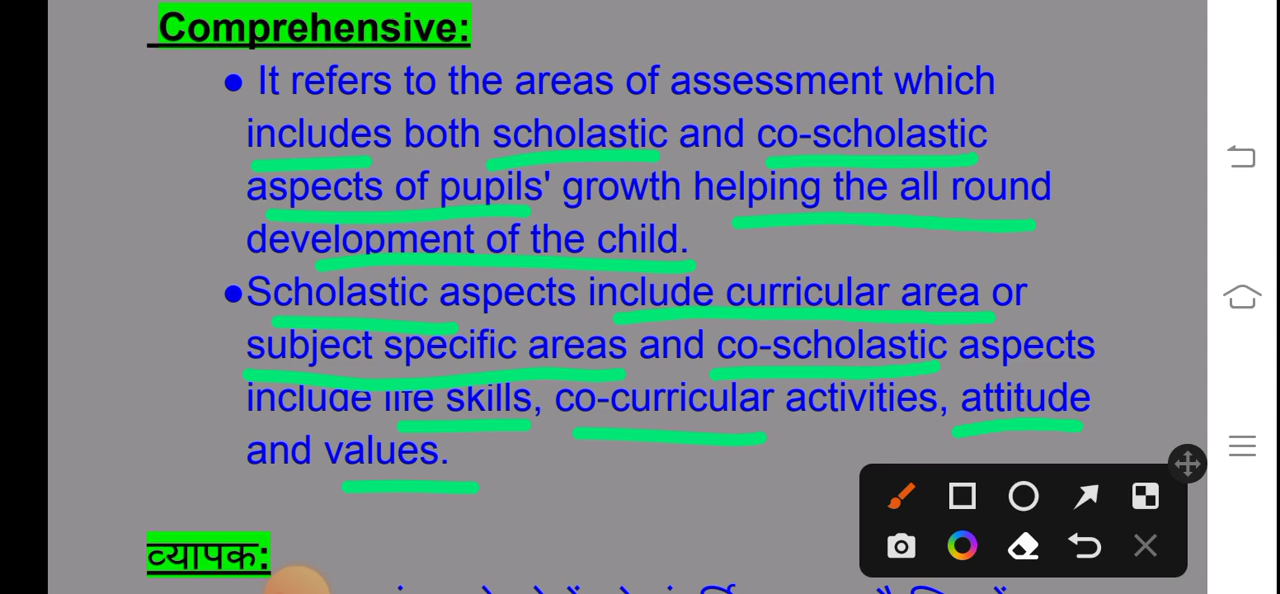 Comprehensive:
● It refers to the areas of assessment which
includes both scholastic and co-scholastic
aspects of pupils' growth helping the all round
development of the child.
●Scholastic aspects include curricular area or
subject specific areas and co-scholastic aspects
include life skills, co-curricular activities, attitude
and values.
व्यापक: